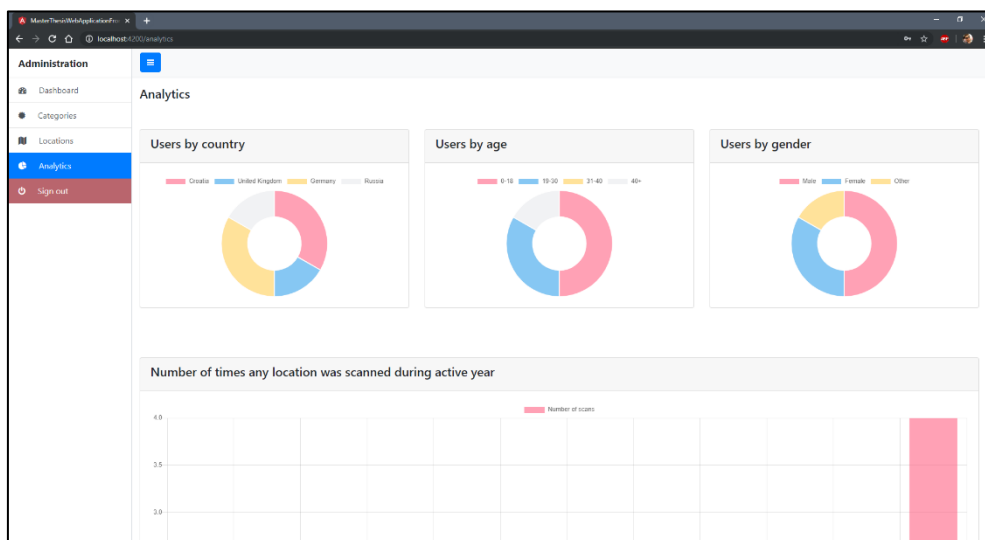 MasterThesisWebApplicationFro
localhost:4200/analytics
Administration
Dashboard
Categories
Locations
Analytics
Sign out
Analytics
Users by country
Croatia United Kingdom Germany Russia
Users by age
0-18 19-30 31-40 40+
Users by gender
Male Female Other
Number of times any location was scanned during active year
Number of scans
4.0
3.5
3.0